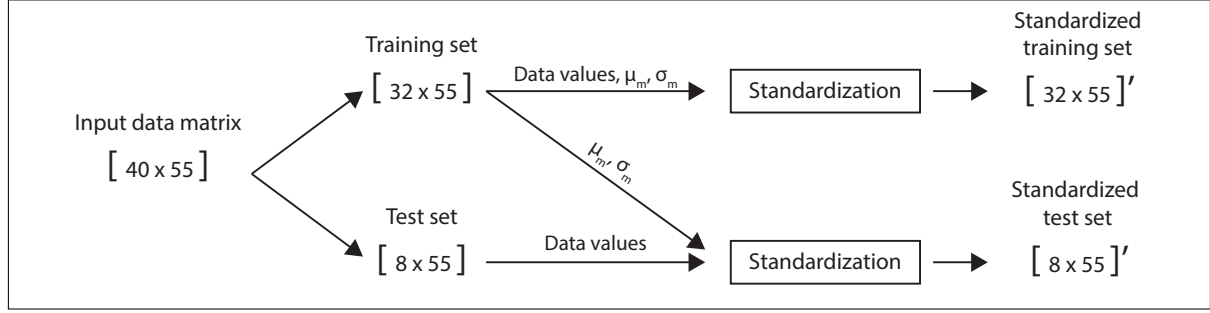 Input data matrix
[ 40 x 55 ]
Training set
[ 32 x 55 ]
Data values, μm, σm
Standardization
Standardized
training set
[ 32 x 55 ]′
μm, σm
Test set
[ 8 x 55 ]
Data values
Standardization
Standardized
test set
[ 8 x 55 ]′